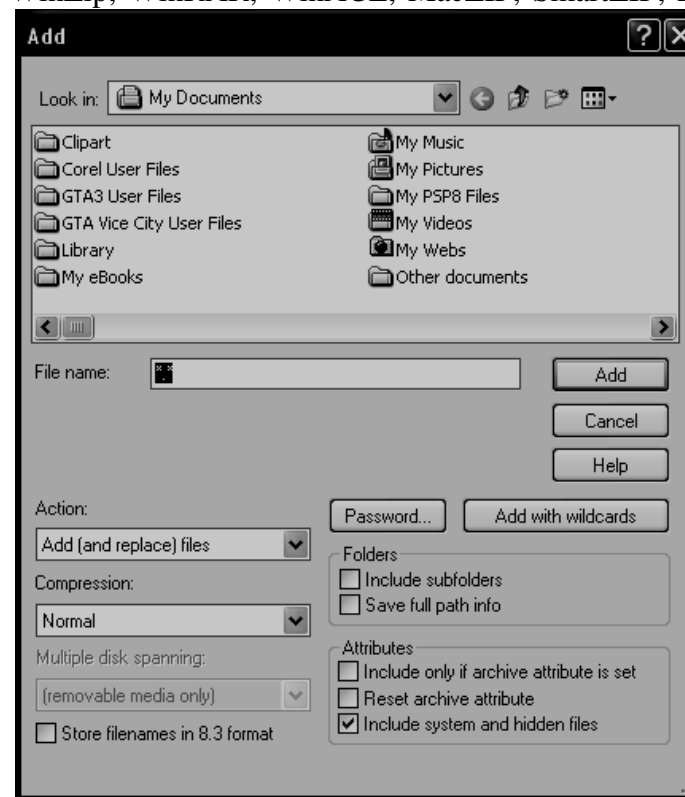 Add
Look in: My Documents
Clipart
Corel User Files
GTA3 User Files
GTA Vice City User Files
Library
My eBooks
My Music
My Pictures
My PSP8 Files
My Videos
My Webs
Other documents
File name: *.*
Add
Cancel
Help
Action:
Add (and replace) files
Compression:
Normal
Multiple disk spanning:
(removable media only)
Store filenames in 8.3 format
Password... Add with wildcards
Folders
Include subfolders
Save full path info
Attributes
Include only if archive attribute is set
Reset archive attribute
Include system and hidden files